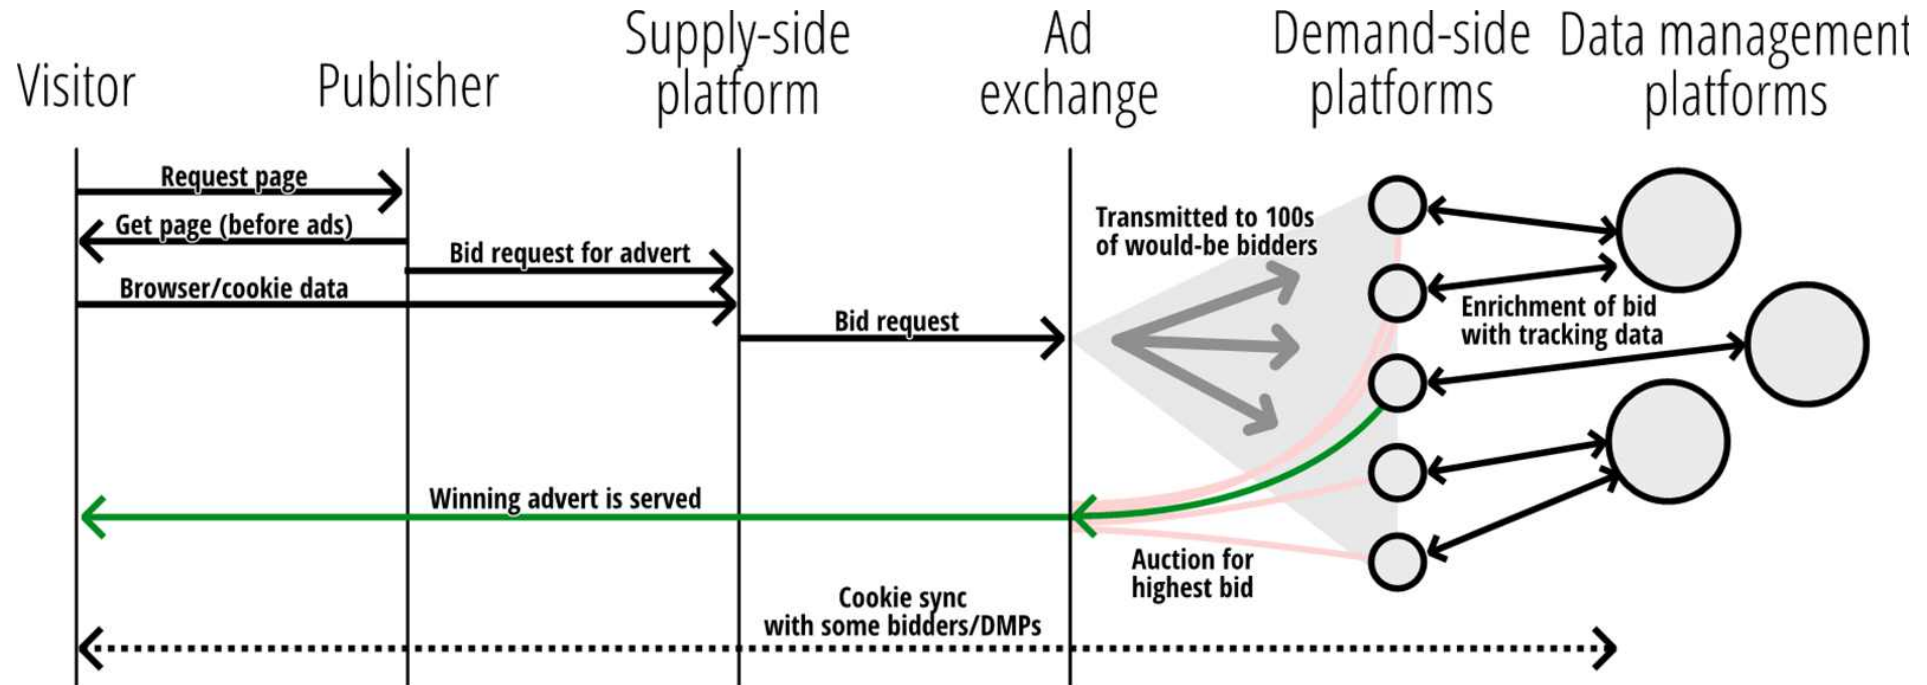 Visitor
Publisher
Supply-side
platform
Ad
exchange
Demand-side
platforms
Data management
platforms
Request page
Get page (before ads)
Bid request for advert
Browser/cookie data
Bid request
Transmitted to 100s
of would-be bidders
Enrichment of bid
with tracking data
Winning advert is served
Auction for
highest bid
Cookie sync
with some bidders/DMPs